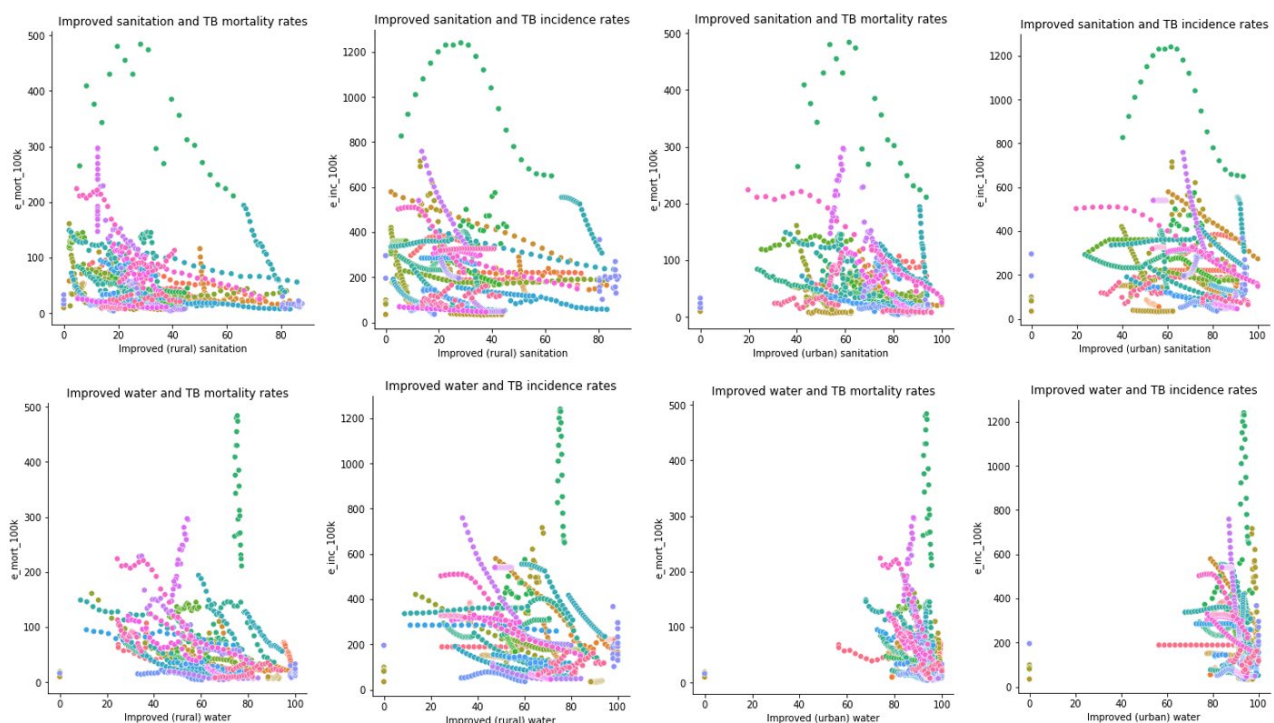 Improved sanitation and TB mortality rates
500
400
300
200
100
0
e_mort_100k
0 20 40 60 80
Improved (rural) sanitation
Improved sanitation and TB incidence rates
1200
1000
800
600
400
200
0
e_inc_100k
0 20 40 60 80
Improved (rural) sanitation
Improved sanitation and TB mortality rates
500
400
300
200
100
0
e_mort_100k
0 20 40 60 80 100
Improved (urban) sanitation
Improved sanitation and TB incidence rates
1200
1000
800
600
400
200
0
e_inc_100k
0 20 40 60 80 100
Improved (urban) sanitation
Improved water and TB mortality rates
500
400
300
200
100
0
e_mort_100k
0 20 40 60 80 100
Improved (rural) water
Improved water and TB incidence rates
1200
1000
800
600
400
200
0
e_inc_100k
0 20 40 60 80 100
Improved (rural) water
Improved water and TB mortality rates
500
400
300
200
100
0
e_mort_100k
0 20 40 60 80 100
Improved (urban) water
Improved water and TB incidence rates
1200
1000
800
600
400
200
0
e_inc_100k
0 20 40 60 80 100
Improved (urban) water